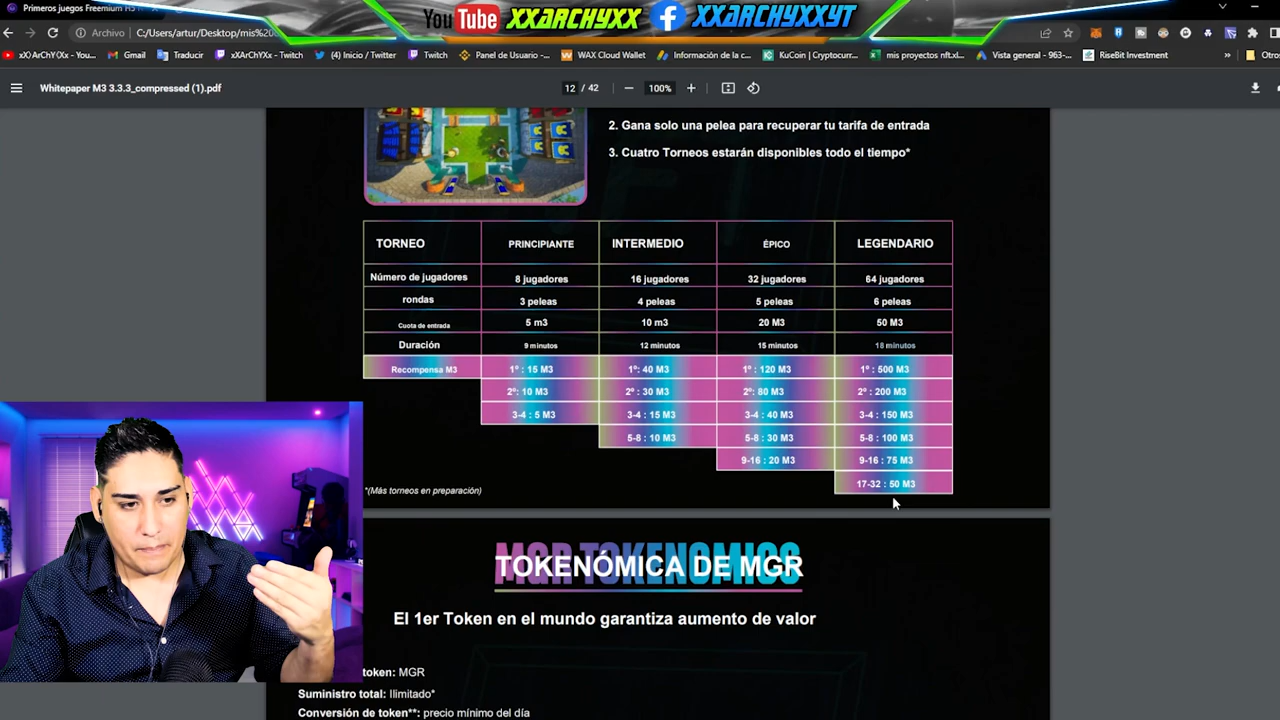 Primeros juegos Freemium M3
You Tube XXARCHYXX XXARCHYXXYT
Archivo C:/Users/artur/Desktop/mis%20
xX) ArChY(Xx - You... Gmail Traducir xXArChYXx - Twitch (4) Inicio / Twitter Twitch Panel de Usuario -... WAX Cloud Wallet Información de la c... KuCoin | Cryptocurr... mis proyectos nft.xl... Vista general - 963-... RiseBit Investment » Otros
Whitepaper M3 3.3.3_compressed (1).pdf 12 / 42 — 100% +
2. Gana solo una pelea para recuperar tu tarifa de entrada
3. Cuatro Torneos estarán disponibles todo el tiempo*
TORNEO PRINCIPIANTE INTERMEDIO ÉPICO LEGENDARIO
Número de jugadores 8 jugadores 16 jugadores 32 jugadores 64 jugadores
rondas 3 peleas 4 peleas 5 peleas 6 peleas
Cuota de entrada 5 m3 10 m3 20 M3 50 M3
Duración 9 minutos 12 minutos 15 minutos 18 minutos
Recompensa M3 1º : 15 M3 1º: 40 M3 1º : 120 M3 1º : 500 M3
2º: 10 M3 2º : 30 M3 2º: 80 M3 2º : 200 M3
3-4 : 5 M3 3-4 : 15 M3 3-4 : 40 M3 3-4 : 150 M3
5-8 : 10 M3 5-8 : 30 M3 5-8 : 100 M3
9-16 : 20 M3 9-16 : 75 M3
17-32 : 50 M3
*(Más torneos en preparación)
MGR TOKENOMICS
TOKENÓMICA DE MGR
El 1er Token en el mundo garantiza aumento de valor
token: MGR
Suministro total: Ilimitado*
Conversión de token**: precio mínimo del día